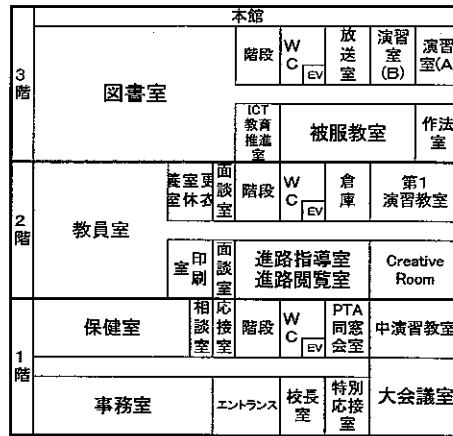 本館
3階
図書室
階段
WC
EV
放送室
演習室(B)
演習室(A
ICT教育推進室
被服教室
作法室
2階
教員室
更衣室休養室
面談室
階段
WC
EV
倉庫
第1
演習教室
印刷室
面談室
進路指導室
進路閲覧室
Creative
Room
1階
保健室
相談室
応接室
階段
WC
EV
PTA
同窓
会室
中演習教室
事務室
エントランス
校長室
特別応接室
大会議室